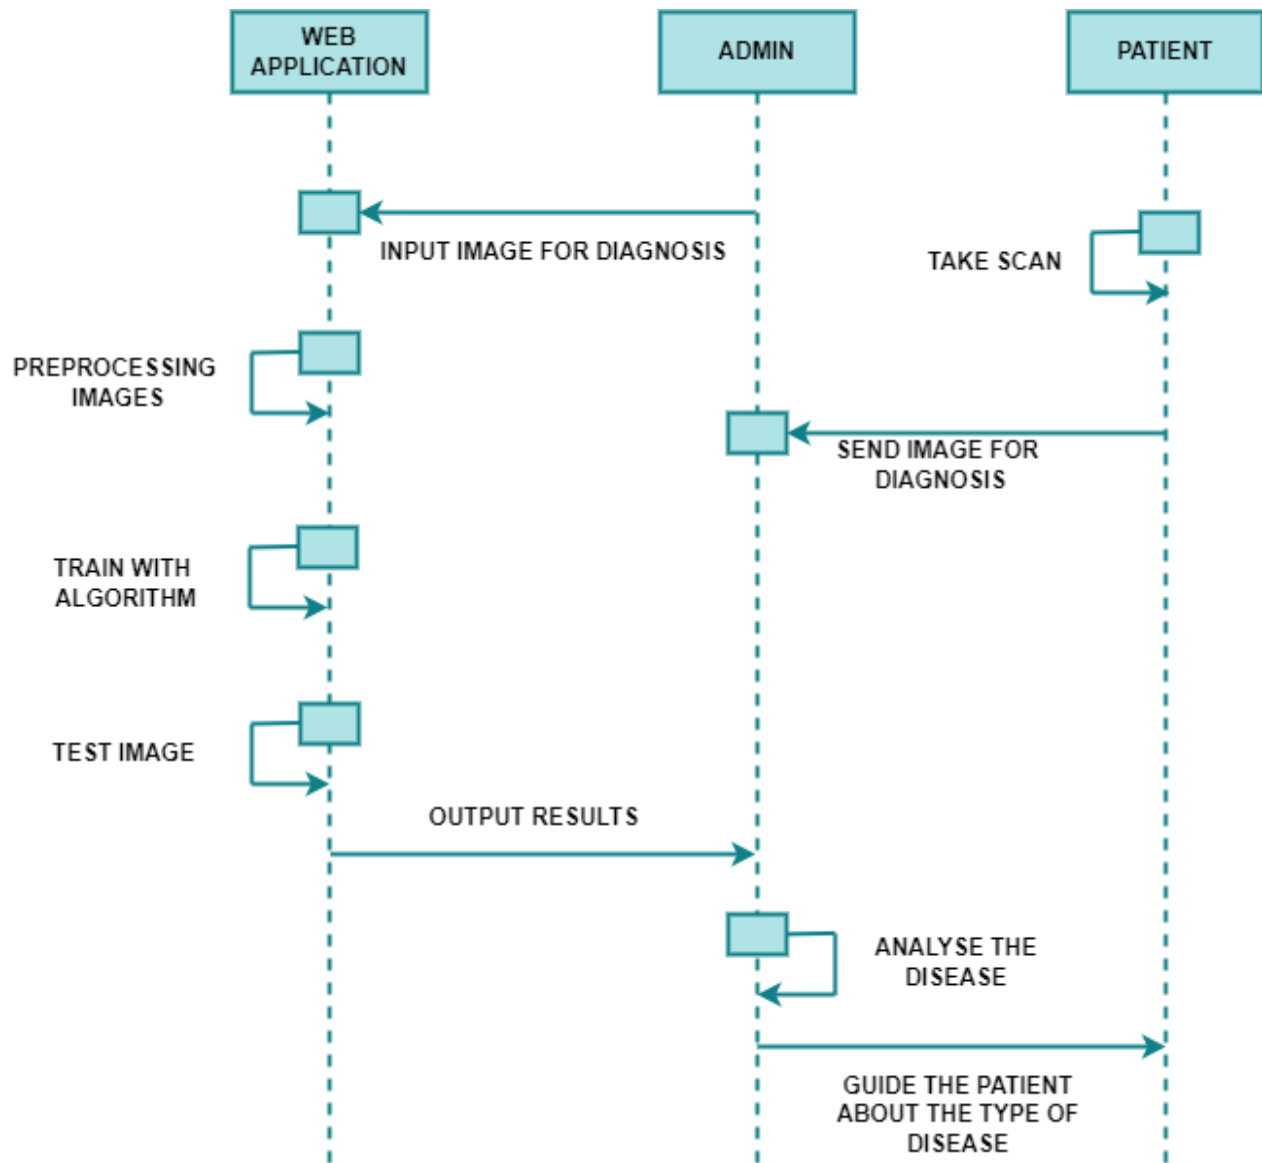 WEB
APPLICATION
ADMIN
PATIENT
INPUT IMAGE FOR DIAGNOSIS
TAKE SCAN
PREPROCESSING
IMAGES
SEND IMAGE FOR
DIAGNOSIS
TRAIN WITH
ALGORITHM
TEST IMAGE
OUTPUT RESULTS
ANALYSE THE
DISEASE
GUIDE THE PATIENT
ABOUT THE TYPE OF
DISEASE